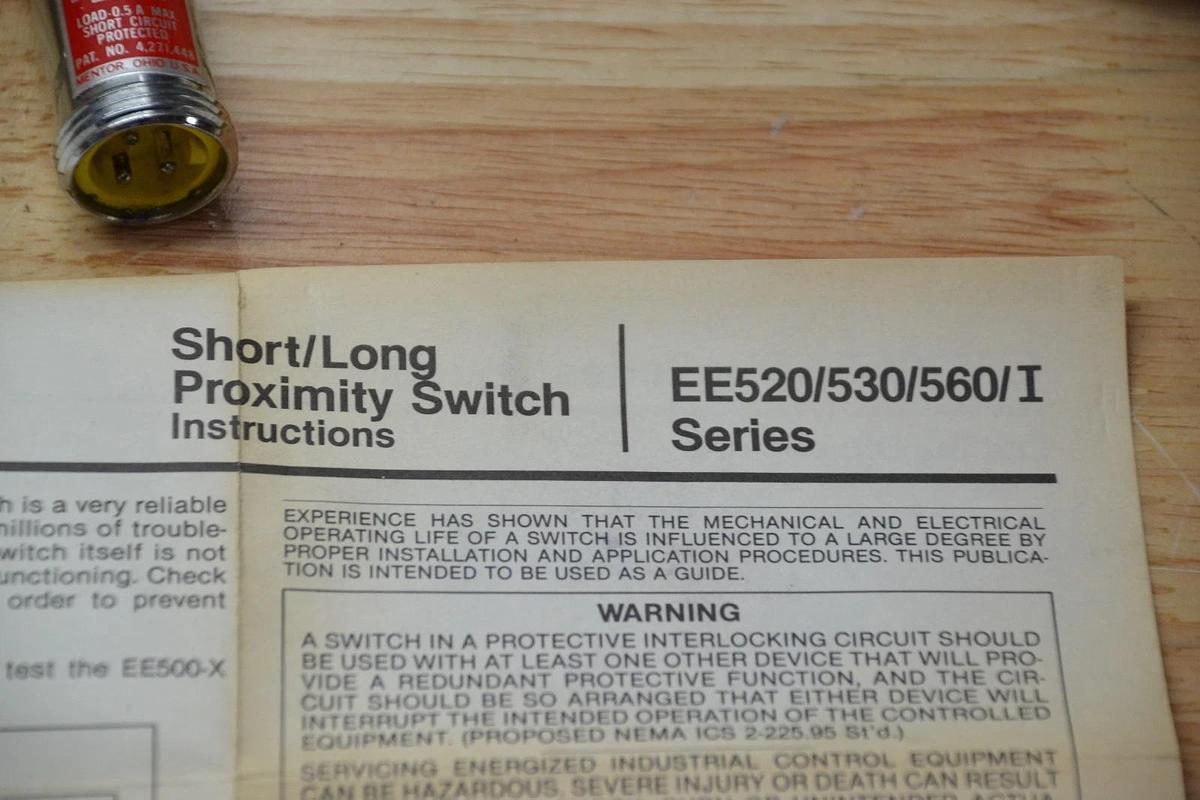 LOAD-0.5 A MAX
SHORT CIRCUIT
PROTECTED
PAT. NO. 4,271,448
MENTOR, OHIO U.S.A.
Short/Long
Proximity Switch
Instructions
EE520/530/560/I
Series
h is a very reliable
millions of trouble-
witch itself is not
unctioning. Check
order to prevent
test the EE500-X
EXPERIENCE HAS SHOWN THAT THE MECHANICAL AND ELECTRICAL
OPERATING LIFE OF A SWITCH IS INFLUENCED TO A LARGE DEGREE BY
PROPER INSTALLATION AND APPLICATION PROCEDURES. THIS PUBLICA-
TION IS INTENDED TO BE USED AS A GUIDE.
WARNING
A SWITCH IN A PROTECTIVE INTERLOCKING CIRCUIT SHOULD
BE USED WITH AT LEAST ONE OTHER DEVICE THAT WILL PRO-
VIDE A REDUNDANT PROTECTIVE FUNCTION, AND THE CIR-
CUIT SHOULD BE SO ARRANGED THAT EITHER DEVICE WILL
INTERRUPT THE INTENDED OPERATION OF THE CONTROLLED
EQUIPMENT. (PROPOSED NEMA ICS 2-225.95 St'd.)
SERVICING ENERGIZED INDUSTRIAL CONTROL EQUIPMENT
CAN BE HAZARDOUS. SEVERE INJURY OR DEATH CAN RESULT